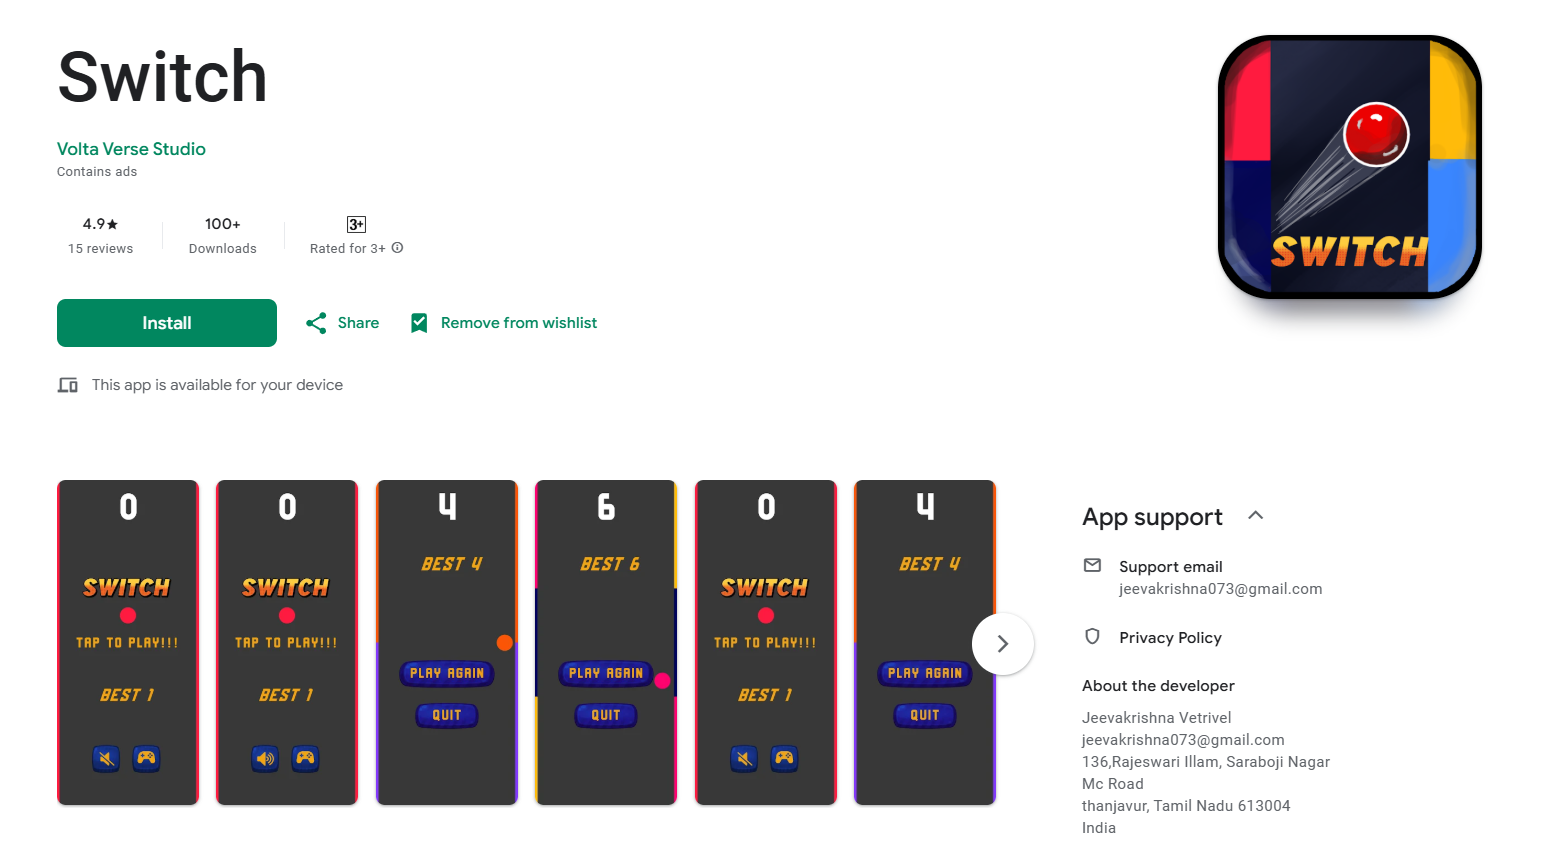 Switch
Volta Verse Studio
Contains ads
4.9★
15 reviews
100+
Downloads
3+
Rated for 3+
Install
Share
Remove from wishlist
This app is available for your device
SWITCH
0
SWITCH
TAP TO PLAY!!!
BEST 1
0
SWITCH
TAP TO PLAY!!!
BEST 1
4
BEST 4
PLAY AGAIN
QUIT
6
BEST 6
PLAY AGAIN
QUIT
0
SWITCH
TAP TO PLAY!!!
BEST 1
4
BEST 4
PLAY AGAIN
QUIT
App support
Support email
jeevakrishna073@gmail.com
Privacy Policy
About the developer
Jeevakrishna Vetrivel
jeevakrishna073@gmail.com
136,Rajeswari Illam, Saraboji Nagar
Mc Road
thanjavur, Tamil Nadu 613004
India